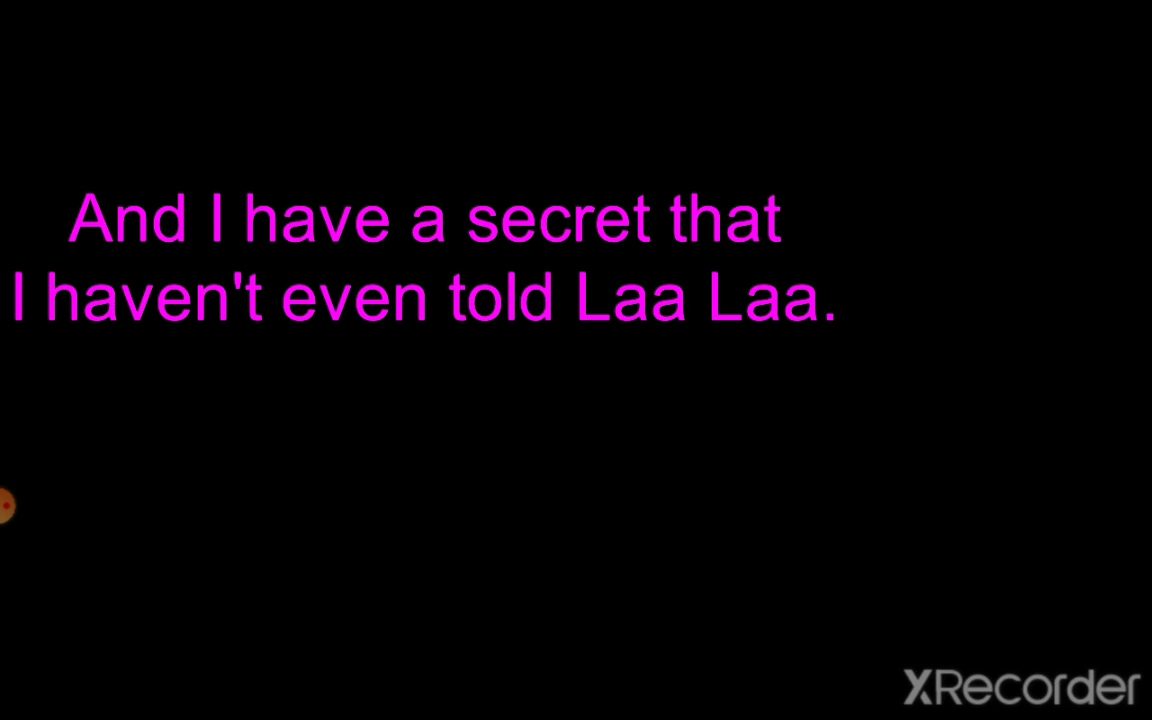 And I have a secret that
I haven't even told Laa Laa.
XRecorder